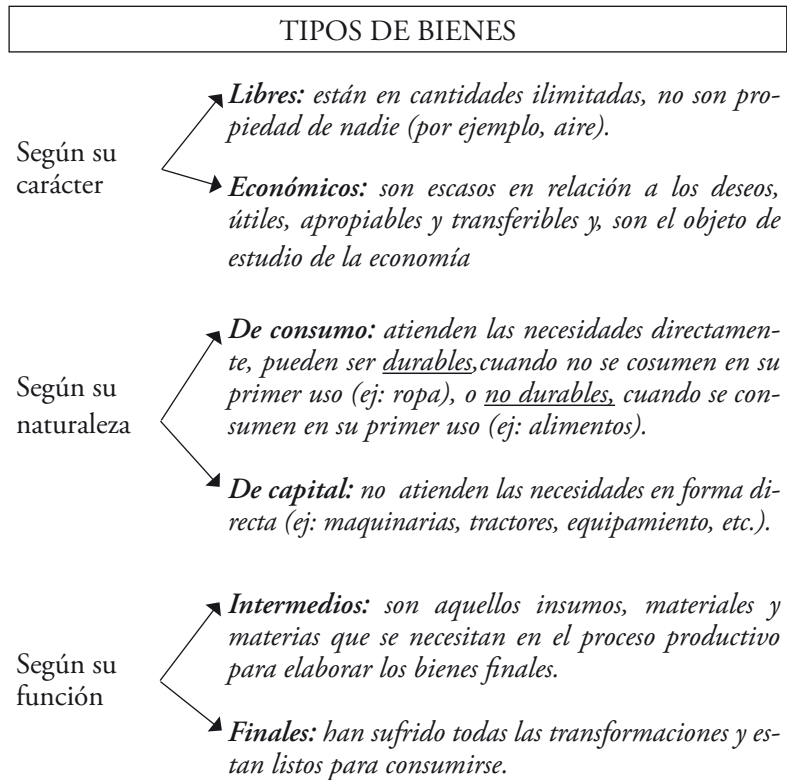 TIPOS DE BIENES
Según su
carácter
Libres: están en cantidades ilimitadas, no son pro-
piedad de nadie (por ejemplo, aire).
Económicos: son escasos en relación a los deseos,
útiles, apropiables y transferibles y, son el objeto de
estudio de la economía
Según su
naturaleza
De consumo: atienden las necesidades directamen-
te, pueden ser durables,cuando no se cosumen en su
primer uso (ej: ropa), o no durables, cuando se con-
sumen en su primer uso (ej: alimentos).
De capital: no atienden las necesidades en forma di-
recta (ej: maquinarias, tractores, equipamiento, etc.).
Según su
función
Intermedios: son aquellos insumos, materiales y
materias que se necesitan en el proceso productivo
para elaborar los bienes finales.
Finales: han sufrido todas las transformaciones y es-
tan listos para consumirse.